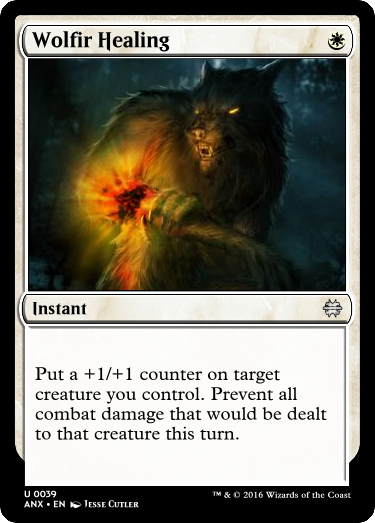 Wolfir Healing
Instant
Put a +1/+1 counter on target
creature you control. Prevent all
combat damage that would be dealt
to that creature this turn.
U 0039
ANX • EN Jesse Cutler
™ & © 2016 Wizards of the Coast